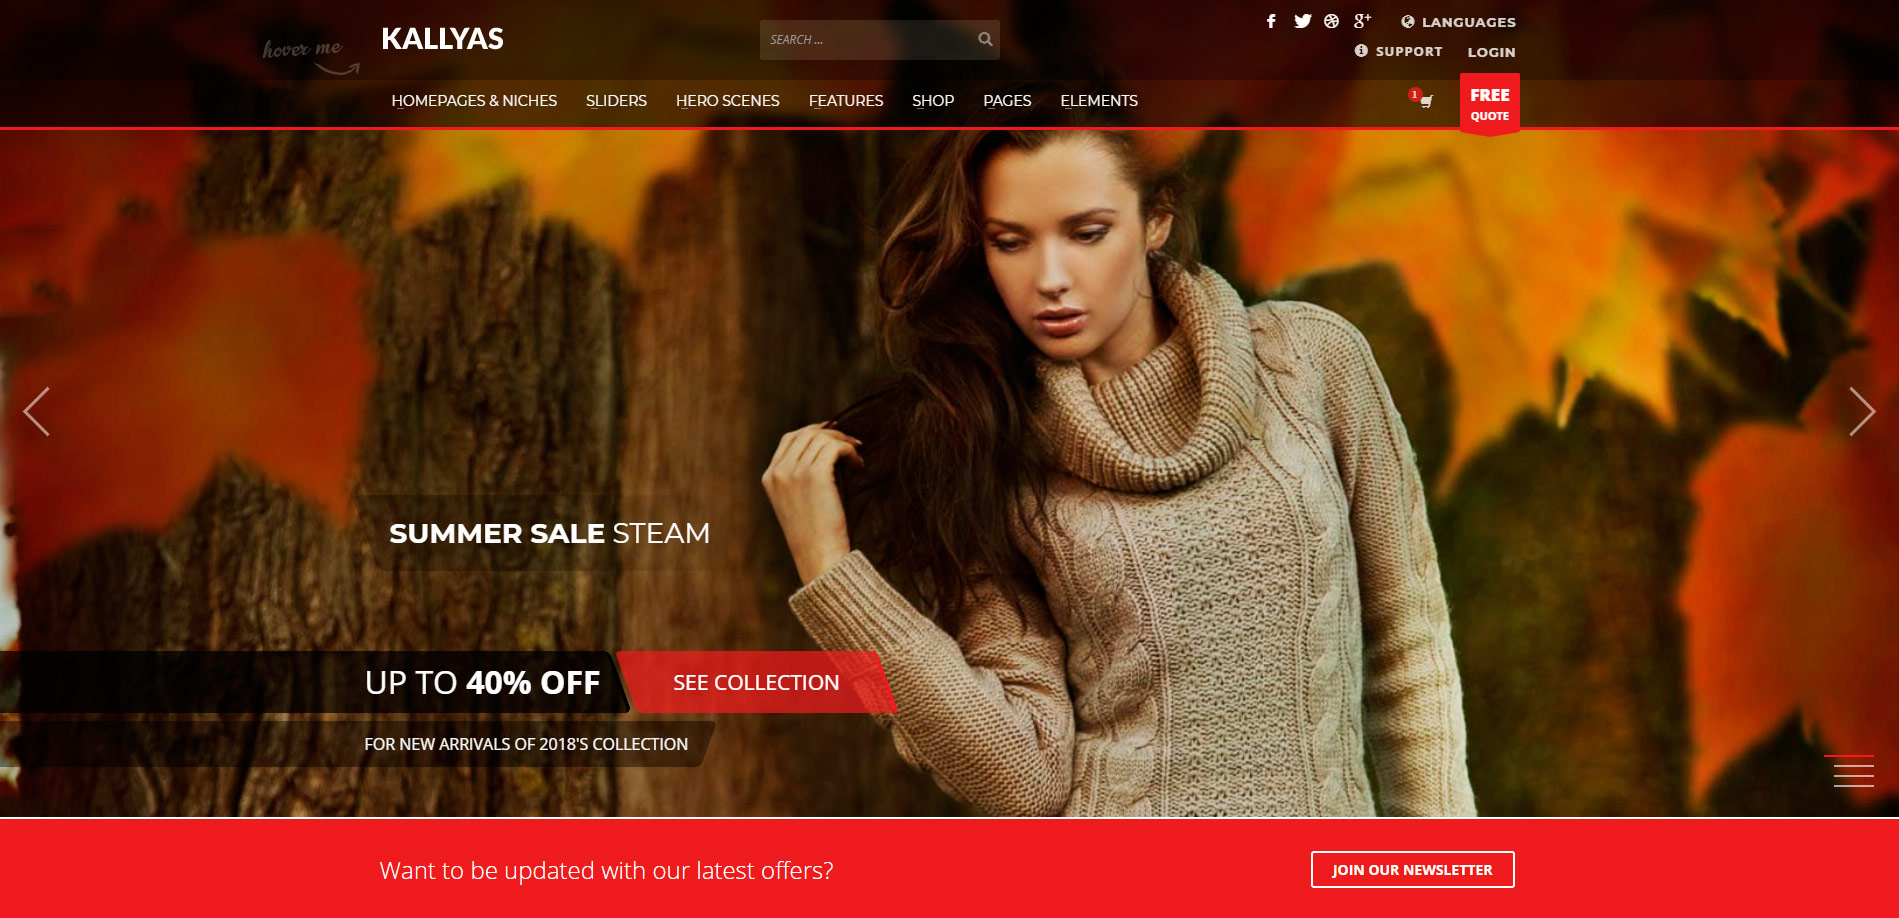 hover me
KALLYAS
SEARCH ...
LANGUAGES
SUPPORT
LOGIN
HOMEPAGES & NICHES
SLIDERS
HERO SCENES
FEATURES
SHOP
PAGES
ELEMENTS
1
FREE
QUOTE
SUMMER SALE STEAM
UP TO 40% OFF
SEE COLLECTION
FOR NEW ARRIVALS OF 2018'S COLLECTION
Want to be updated with our latest offers?
JOIN OUR NEWSLETTER